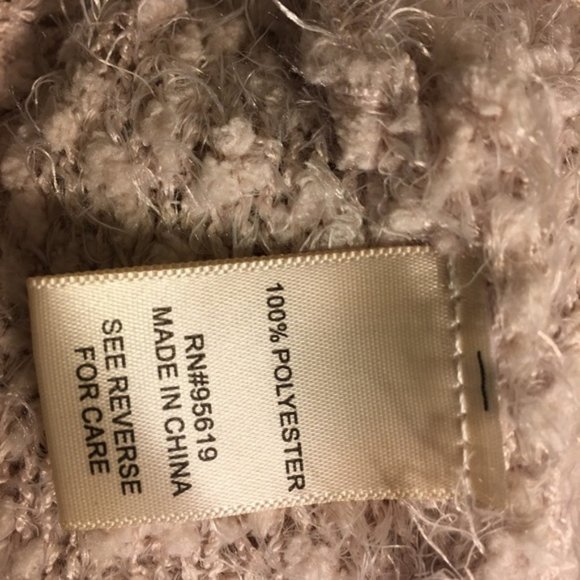 100% POLYESTER
RN#95619
MADE IN CHINA
SEE REVERSE
FOR CARE